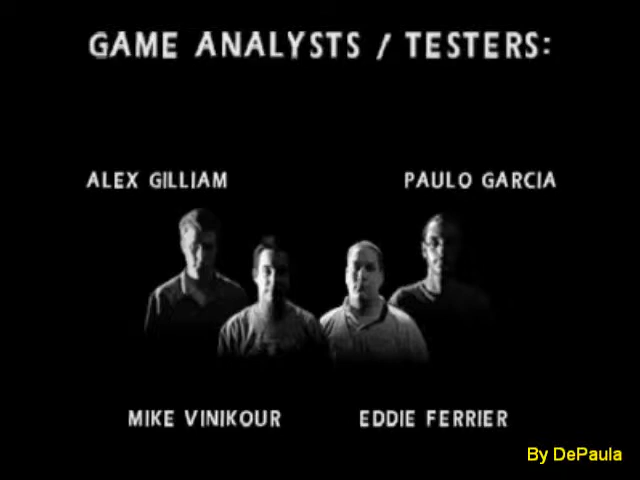 GAME ANALYSTS / TESTERS:
ALEX GILLIAM
PAULO GARCIA
MIKE VINIKOUR
EDDIE FERRIER
By DePaula